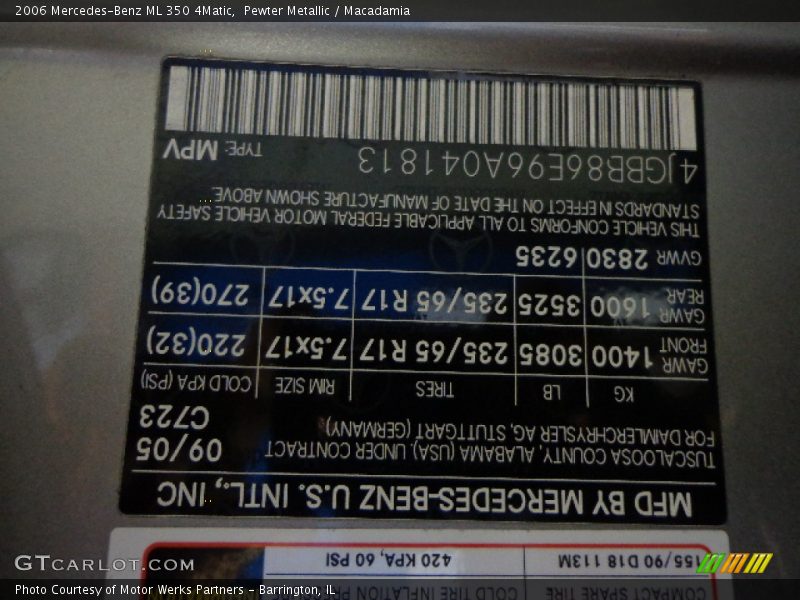 2006 Mercedes-Benz ML 350 4Matic, Pewter Metallic / Macadamia
MFD BY MERCEDES-BENZ U.S. INTL., INC
TUSCALOOSA COUNTY, ALABAMA (USA), UNDER CONTRACT 09/05
FOR DAIMLERCHRYSLER AG, STUTTGART (GERMANY) C723
KG LB TIRES RIM SIZE COLD KPA (PSI)
GAWR FRONT 1400 3085 235/65 R17 7.5x17 220(32)
GAWR REAR 1600 3525 235/65 R17 7.5x17 270(39)
GVWR 2830 6235
THIS VEHICLE CONFORMS TO ALL APPLICABLE FEDERAL MOTOR VEHICLE SAFETY
STANDARDS IN EFFECT ON THE DATE OF MANUFACTURE SHOWN ABOVE.
4JGBB86E96A041813 TYPE: MPV
COMPACT SPARE TIRE COLD TIRE INFLATION
155/90 D18 113M 420 KPA, 60 PSI
GTCARLOT.COM
Photo Courtesy of Motor Werks Partners - Barrington, IL